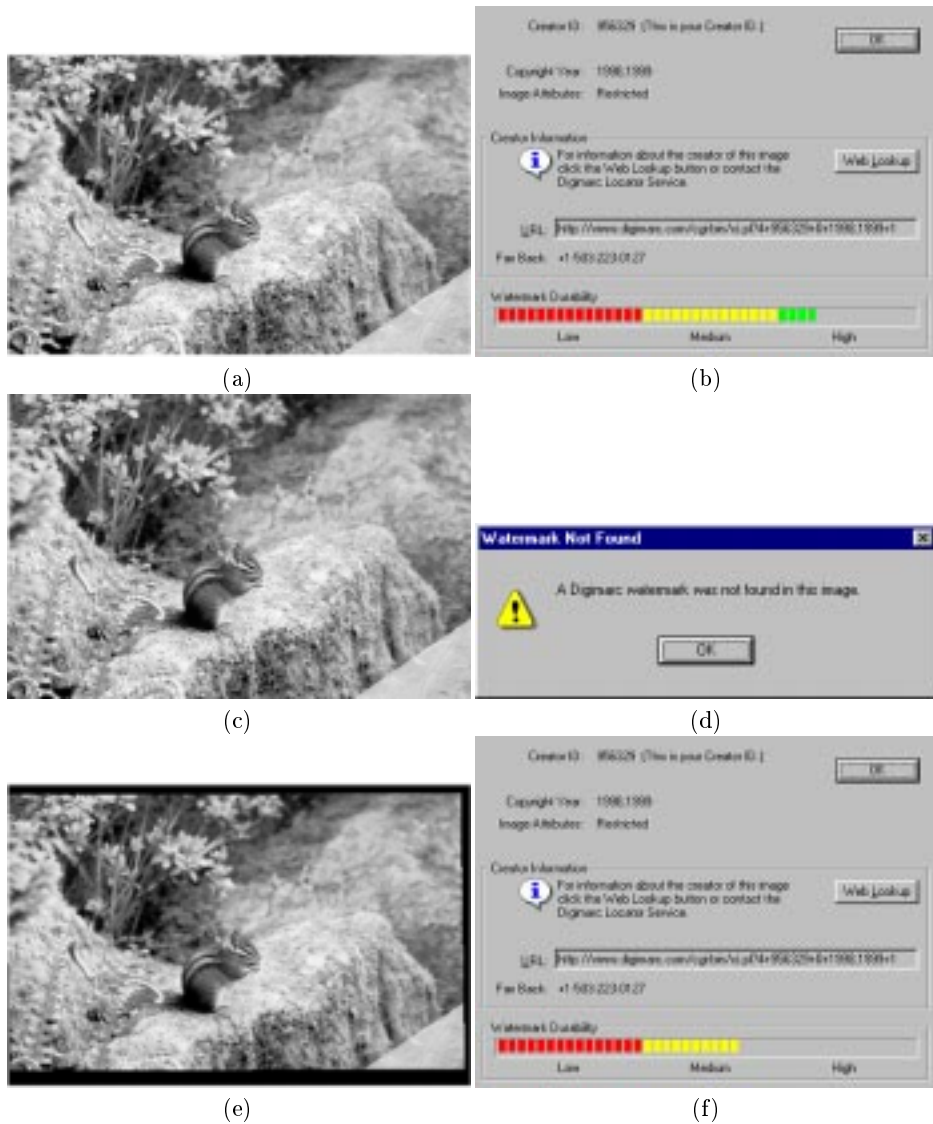 Creator ID: 956329 (This is your Creator ID.)
OK
Copyright Year: 1998,1999
Image Attributes: Restricted
Creator Information
For information about the creator of this image
click the Web Lookup button or contact the
Digimarc Locator Service.
Web Lookup
URL:
Fax Back: +1-503-223-0127
Watermark Durability
Low Medium High
(a) (b)
Watermark Not Found
A Digimarc watermark was not found in this image.
OK
(c) (d)
Creator ID: 956329 (This is your Creator ID.)
OK
Copyright Year: 1998,1999
Image Attributes: Restricted
Creator Information
For information about the creator of this image
click the Web Lookup button or contact the
Digimarc Locator Service.
Web Lookup
URL:
Fax Back: +1-503-223-0127
Watermark Durability
Low Medium High
(e) (f)